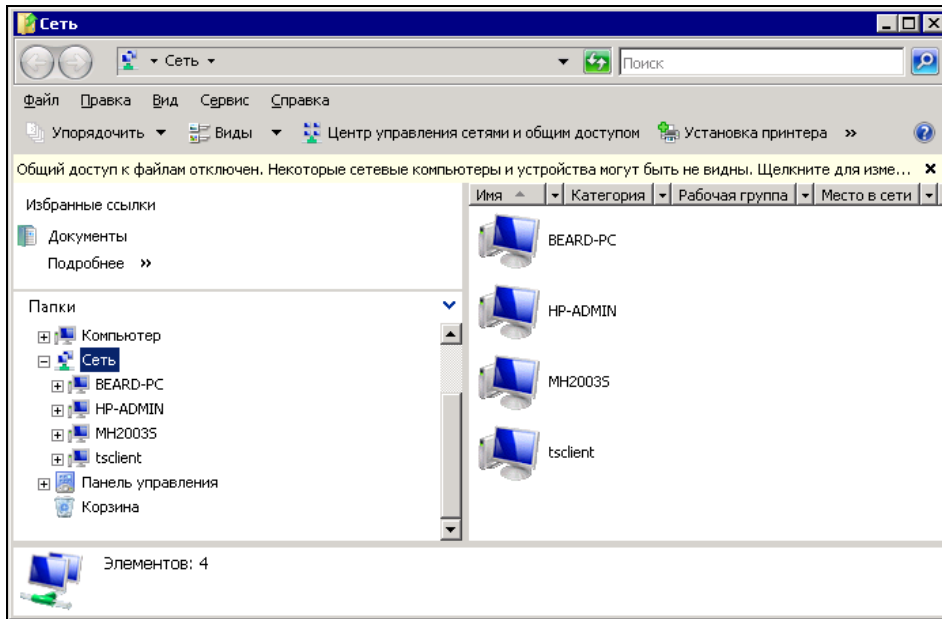 Сеть
Сеть
Поиск
Файл Правка Вид Сервис Справка
Упорядочить Виды Центр управления сетями и общим доступом Установка принтера »
Общий доступ к файлам отключен. Некоторые сетевые компьютеры и устройства могут быть не видны. Щелкните для изме...
Избранные ссылки
Документы
Подробнее »
Папки
Компьютер
Сеть
BEARD-PC
HP-ADMIN
MH2003S
tsclient
Панель управления
Корзина
Имя Категория Рабочая группа Место в сети
BEARD-PC
HP-ADMIN
MH2003S
tsclient
Элементов: 4